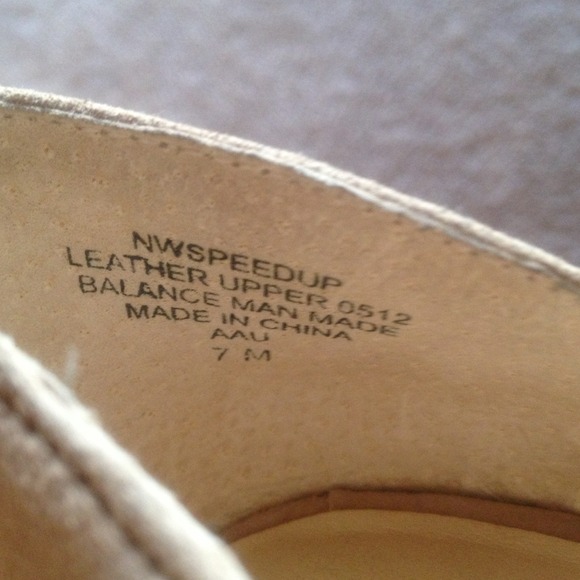 NWSPEEDUP
LEATHER UPPER 0512
BALANCE MAN MADE
MADE IN CHINA
AAU
7 M